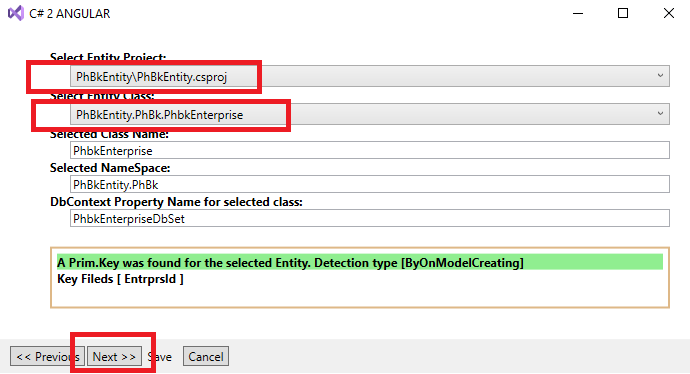 C# 2 ANGULAR
Select Entity Project:
PhBkEntity\PhBkEntity.csproj
Select Entity Class:
PhBkEntity.PhBk.PhbkEnterprise
Selected Class Name:
PhbkEnterprise
Selected NameSpace:
PhBkEntity.PhBk
DbContext Property Name for selected class:
PhbkEnterpriseDbSet
A Prim.Key was found for the selected Entity. Detection type [ByOnModelCreating]
Key Fileds [ EntrprsId ]
<< Previous Next >> Save Cancel